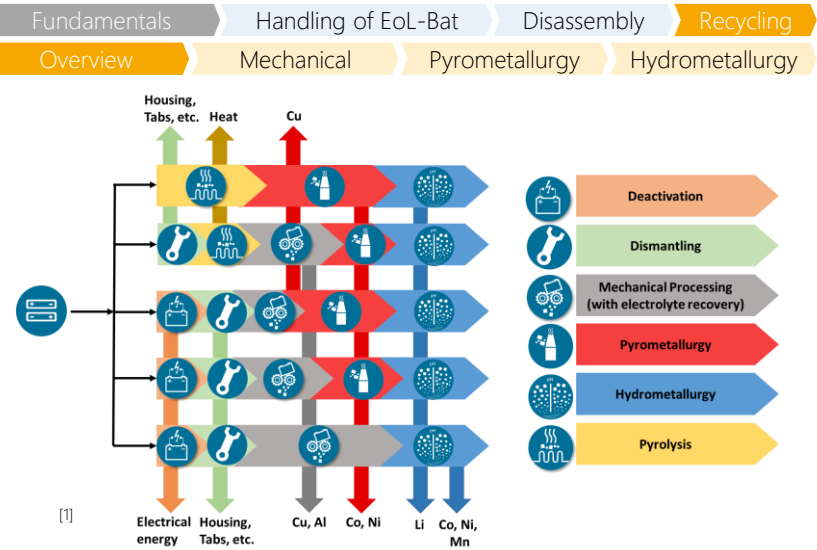 Fundamentals
Handling of EoL-Bat
Disassembly
Recycling
Overview
Mechanical
Pyrometallurgy
Hydrometallurgy
Housing,
Tabs, etc.
Heat
Cu
Deactivation
Dismantling
Mechanical Processing
(with electrolyte recovery)
Pyrometallurgy
Hydrometallurgy
Pyrolysis
[1]
Electrical
energy
Housing,
Tabs, etc.
Cu, Al
Co, Ni
Li
Co, Ni,
Mn